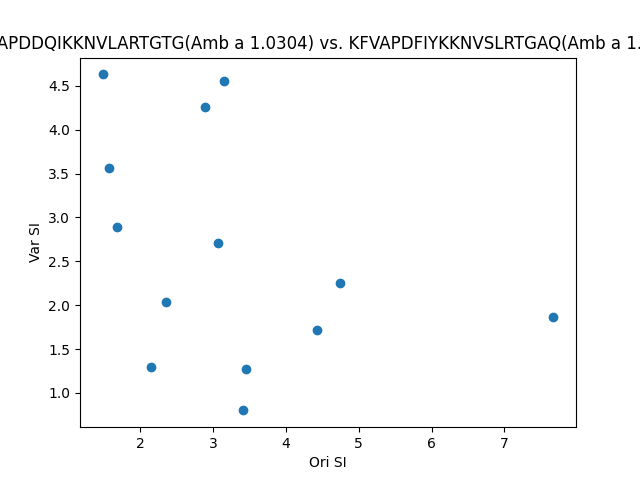 APDDQIKKNVLARTGTG(Amb a 1.0304) vs. KFVAPDFIYKKNVSLRTGAQ(Amb a 1.
4.5
4.0
3.5
3.0
2.5
2.0
1.5
1.0
Var SI
2 3 4 5 6 7
Ori SI